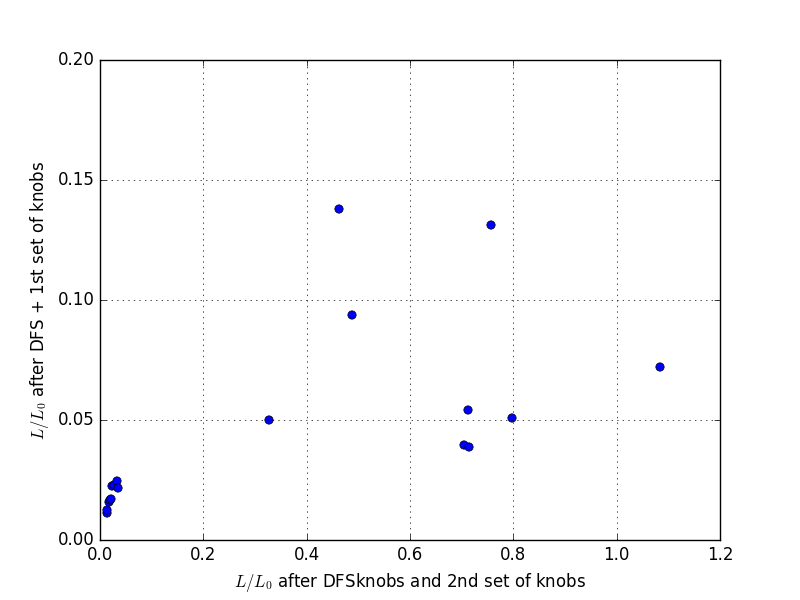 0.20
0.15
0.10
0.05
0.00
L/L₀ after DFS + 1st set of knobs
0.0 0.2 0.4 0.6 0.8 1.0 1.2
L/L₀ after DFSknobs and 2nd set of knobs